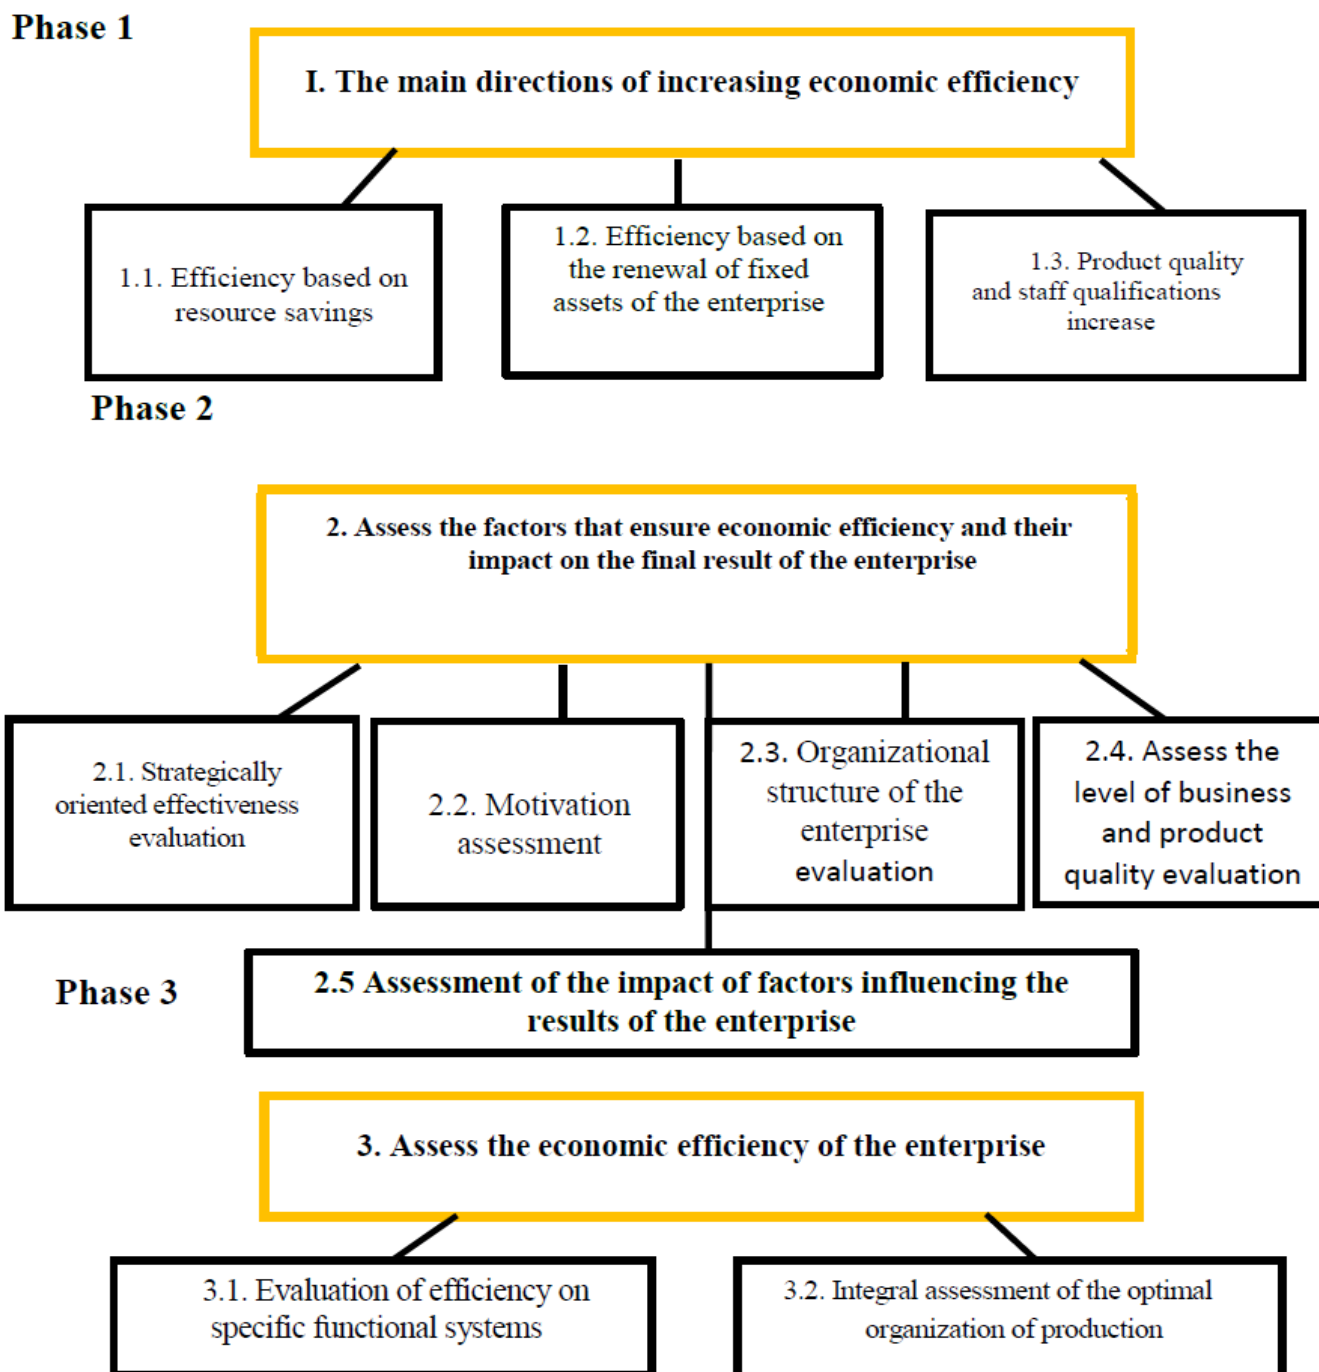 Phase 1
I. The main directions of increasing economic efficiency
1.1. Efficiency based on
resource savings
1.2. Efficiency based on
the renewal of fixed
assets of the enterprise
1.3. Product quality
and staff qualifications
increase
Phase 2
2. Assess the factors that ensure economic efficiency and their
impact on the final result of the enterprise
2.1. Strategically
oriented effectiveness
evaluation
2.2. Motivation
assessment
2.3. Organizational
structure of the
enterprise
evaluation
2.4. Assess the
level of business
and product
quality evaluation
Phase 3
2.5 Assessment of the impact of factors influencing the
results of the enterprise
3. Assess the economic efficiency of the enterprise
3.1. Evaluation of efficiency on
specific functional systems
3.2. Integral assessment of the optimal
organization of production